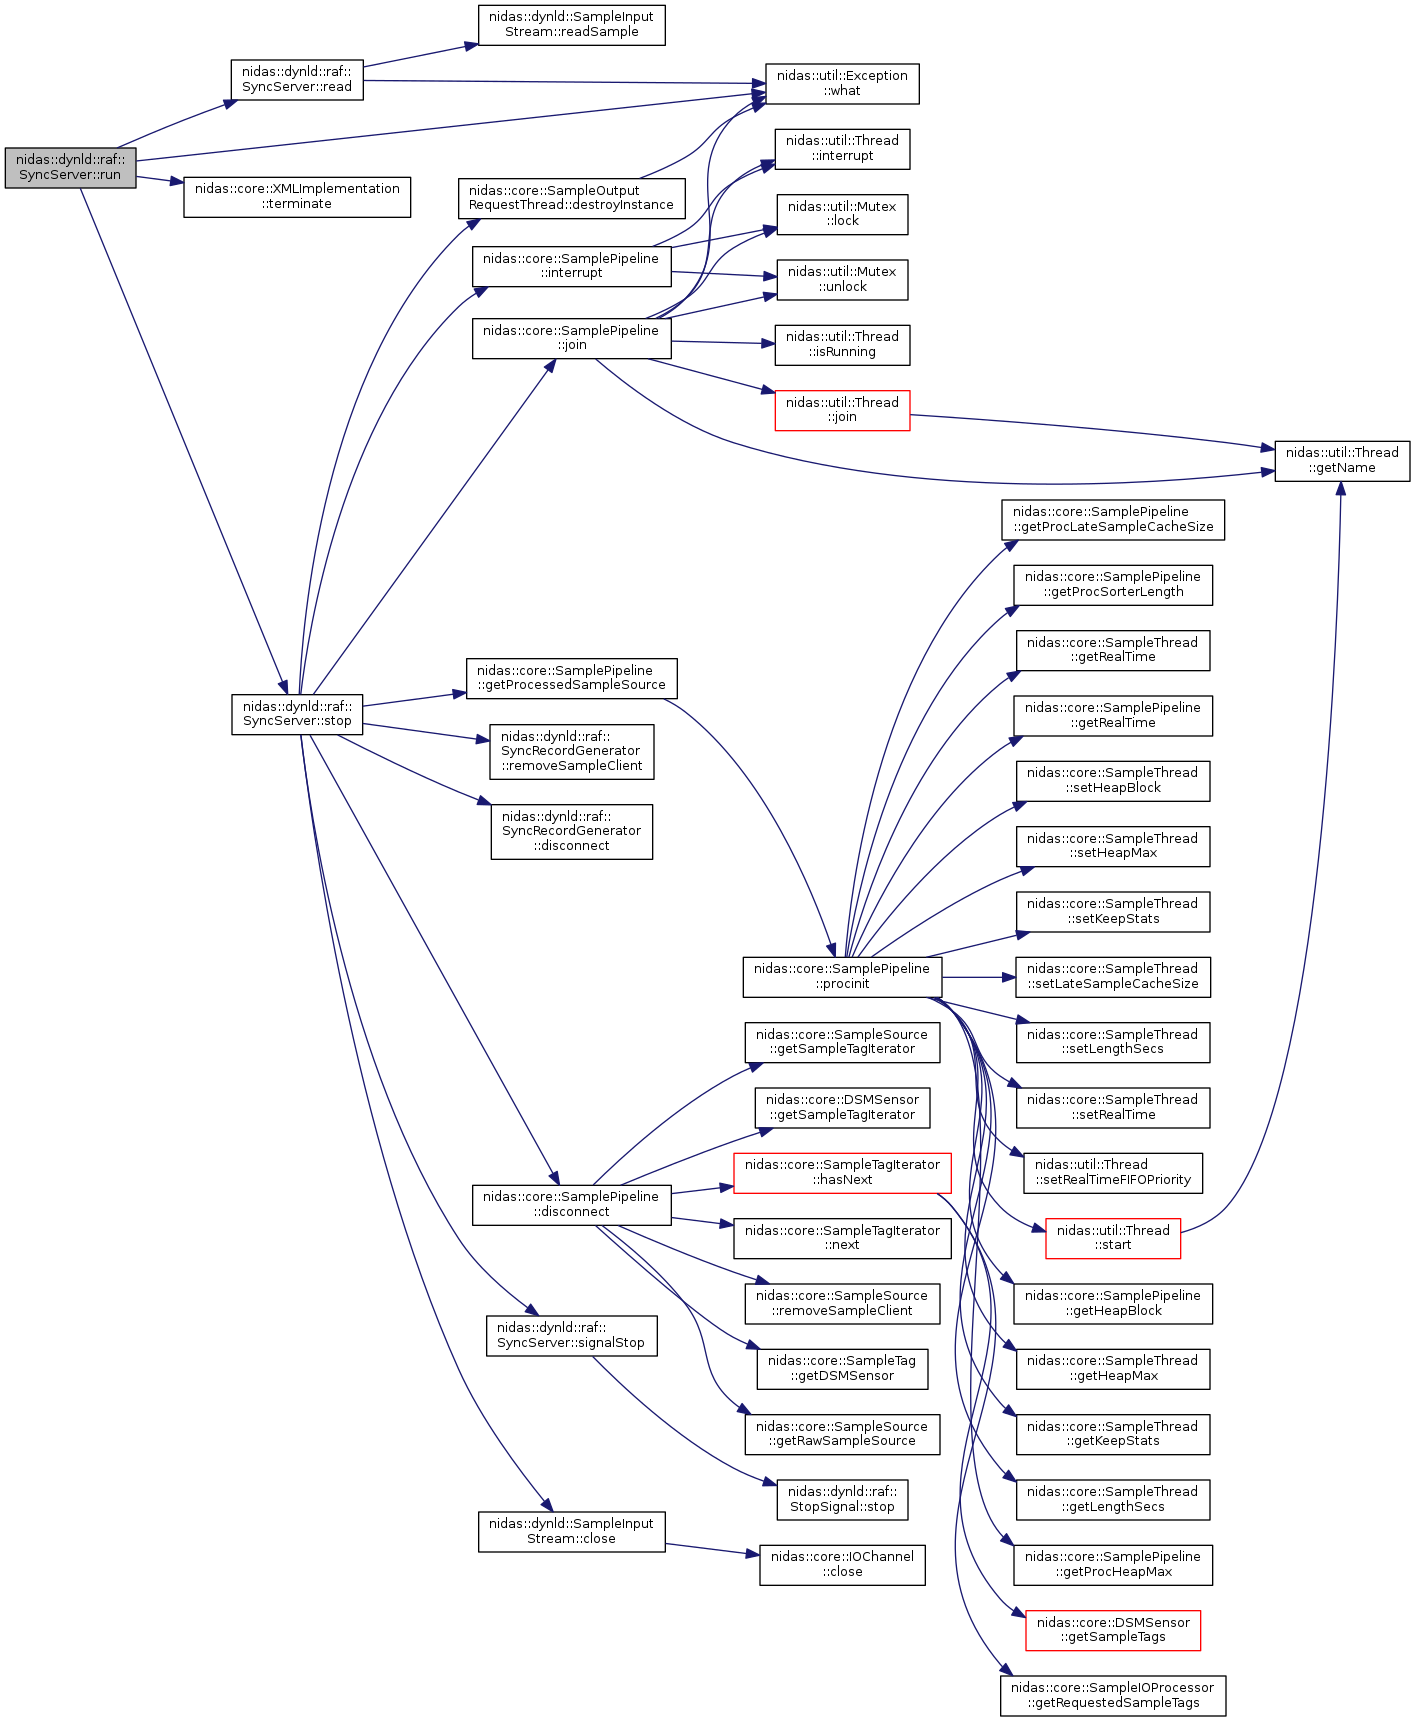 nidas::dynld::SampleInput
Stream::readSample
nidas::dynld::raf::
SyncServer::read
nidas::util::Exception
::what
nidas::util::Thread
::interrupt
nidas::dynld::raf::
SyncServer::run
nidas::core::XMLImplementation
::terminate
nidas::core::SampleOutput
RequestThread::destroyInstance
nidas::util::Mutex
::lock
nidas::core::SamplePipeline
::interrupt
nidas::util::Mutex
::unlock
nidas::core::SamplePipeline
::join
nidas::util::Thread
::isRunning
nidas::util::Thread
::join
nidas::util::Thread
::getName
nidas::core::SamplePipeline
::getProcLateSampleCacheSize
nidas::core::SamplePipeline
::getProcSorterLength
nidas::core::SampleThread
::getRealTime
nidas::core::SamplePipeline
::getProcessedSampleSource
nidas::dynld::raf::
SyncServer::stop
nidas::core::SamplePipeline
::getRealTime
nidas::dynld::raf::
SyncRecordGenerator
::removeSampleClient
nidas::core::SampleThread
::setHeapBlock
nidas::dynld::raf::
SyncRecordGenerator
::disconnect
nidas::core::SampleThread
::setHeapMax
nidas::core::SampleThread
::setKeepStats
nidas::core::SamplePipeline
::procinit
nidas::core::SampleThread
::setLateSampleCacheSize
nidas::core::SampleSource
::getSampleTagIterator
nidas::core::SampleThread
::setLengthSecs
nidas::core::DSMSensor
::getSampleTagIterator
nidas::core::SampleThread
::setRealTime
nidas::core::SampleTagIterator
::hasNext
nidas::util::Thread
::setRealTimeFIFOPriority
nidas::core::SamplePipeline
::disconnect
nidas::core::SampleTagIterator
::next
nidas::util::Thread
::start
nidas::core::SampleSource
::removeSampleClient
nidas::core::SamplePipeline
::getHeapBlock
nidas::dynld::raf::
SyncServer::signalStop
nidas::core::SampleTag
::getDSMSensor
nidas::core::SampleThread
::getHeapMax
nidas::core::SampleSource
::getRawSampleSource
nidas::core::SampleThread
::getKeepStats
nidas::dynld::raf::
StopSignal::stop
nidas::core::SampleThread
::getLengthSecs
nidas::dynld::SampleInput
Stream::close
nidas::core::IOChannel
::close
nidas::core::SamplePipeline
::getProcHeapMax
nidas::core::DSMSensor
::getSampleTags
nidas::core::SampleIOProcessor
::getRequestedSampleTags